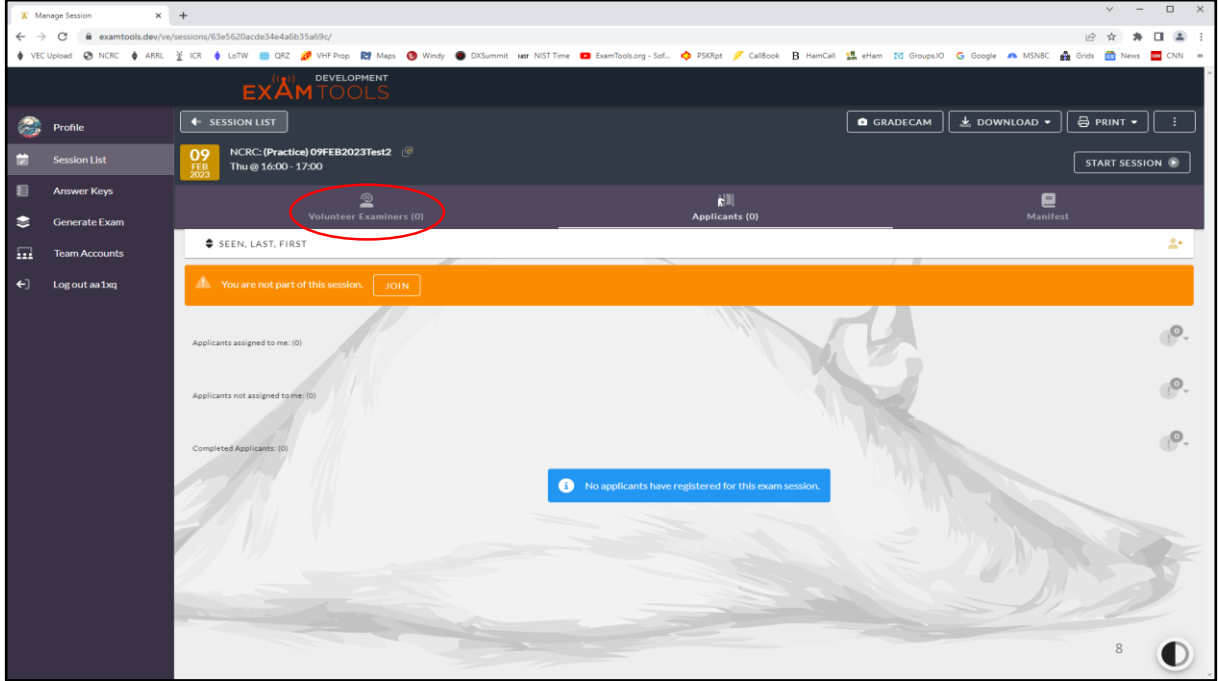 Manage Session
examtools.dev/ve/sessions/63e5620acde34e4a6b35a69c/
VEC Upload NCRC ARRL ICR LoTW QRZ VHF Prop Maps Windy DXSummit NIST NIST Time ExamTools.org - Sof... PSKRpt CallBook HamCall eHam Groups.IO Google MSNBC Grids News CNN »
DEVELOPMENT
EXAMTOOLS
Profile
Session List
Answer Keys
Generate Exam
Team Accounts
Log out aa1xq
SESSION LIST
GRADECAM
DOWNLOAD
PRINT
09
FEB
2023
NCRC: (Practice) 09FEB2023Test2
Thu @ 16:00 - 17:00
START SESSION
Volunteer Examiners (0)
Applicants (0)
Manifest
SEEN, LAST, FIRST
You are not part of this session.
JOIN
Applicants assigned to me: (0)
0
Applicants not assigned to me: (0)
0
Completed Applicants: (0)
0
No applicants have registered for this exam session.
8